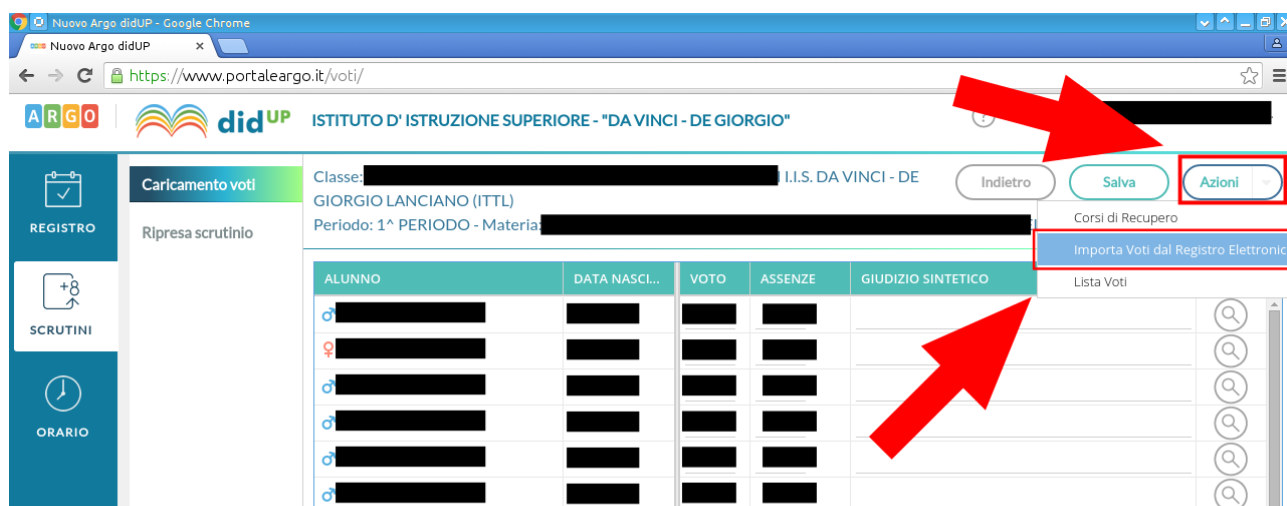 Nuovo Argo didUP - Google Chrome
Nuovo Argo didUP x
https://www.portaleargo.it/voti/
ARGO didUP ISTITUTO D' ISTRUZIONE SUPERIORE - "DA VINCI - DE GIORGIO" ?
REGISTRO
SCRUTINI
+8
ORARIO
Caricamento voti
Ripresa scrutinio
Classe: I.I.S. DA VINCI - DE
GIORGIO LANCIANO (ITTL)
Periodo: 1^ PERIODO - Materia:
Indietro Salva Azioni
Corsi di Recupero
Importa Voti dal Registro Elettronic
Lista Voti
ALUNNO DATA NASCI... VOTO ASSENZE GIUDIZIO SINTETICO